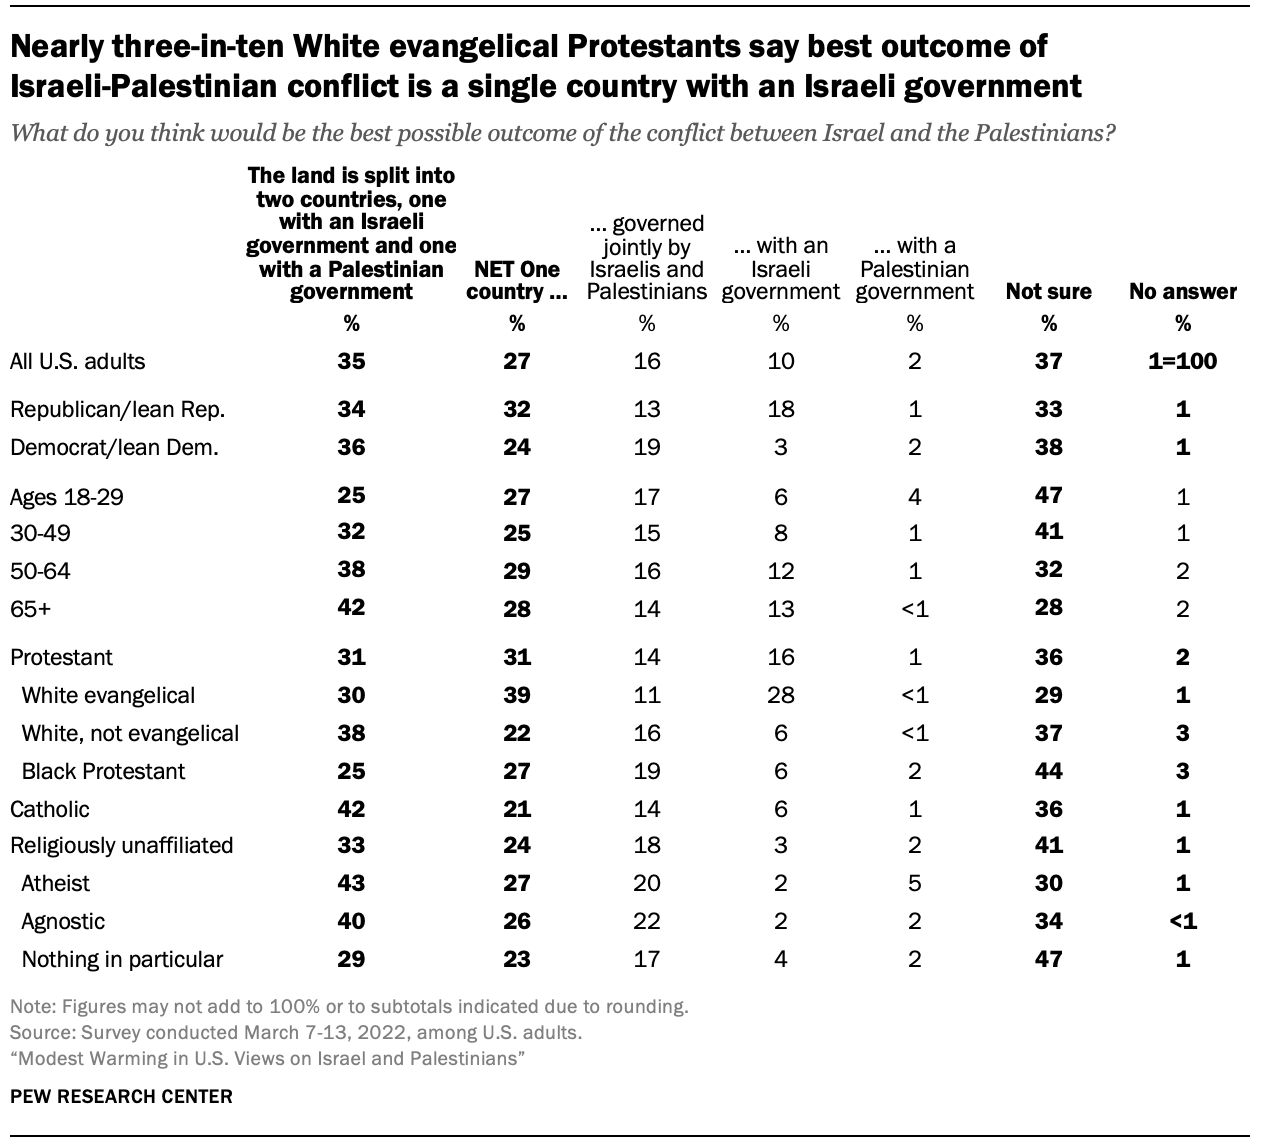 Nearly three-in-ten White evangelical Protestants say best outcome of
Israeli-Palestinian conflict is a single country with an Israeli government
What do you think would be the best possible outcome of the conflict between Israel and the Palestinians?
The land is split into
two countries, one
with an Israeli
government and one
with a Palestinian
government
NET One
country ...
... governed
jointly by
Israelis and
Palestinians
... with an
Israeli
government
... with a
Palestinian
government
Not sure
No answer
% % % % % % %
All U.S. adults 35 27 16 10 2 37 1=100
Republican/lean Rep. 34 32 13 18 1 33 1
Democrat/lean Dem. 36 24 19 3 2 38 1
Ages 18-29 25 27 17 6 4 47 1
30-49 32 25 15 8 1 41 1
50-64 38 29 16 12 1 32 2
65+ 42 28 14 13 <1 28 2
Protestant 31 31 14 16 1 36 2
White evangelical 30 39 11 28 <1 29 1
White, not evangelical 38 22 16 6 <1 37 3
Black Protestant 25 27 19 6 2 44 3
Catholic 42 21 14 6 1 36 1
Religiously unaffiliated 33 24 18 3 2 41 1
Atheist 43 27 20 2 5 30 1
Agnostic 40 26 22 2 2 34 <1
Nothing in particular 29 23 17 4 2 47 1
Note: Figures may not add to 100% or to subtotals indicated due to rounding.
Source: Survey conducted March 7-13, 2022, among U.S. adults.
“Modest Warming in U.S. Views on Israel and Palestinians”
PEW RESEARCH CENTER